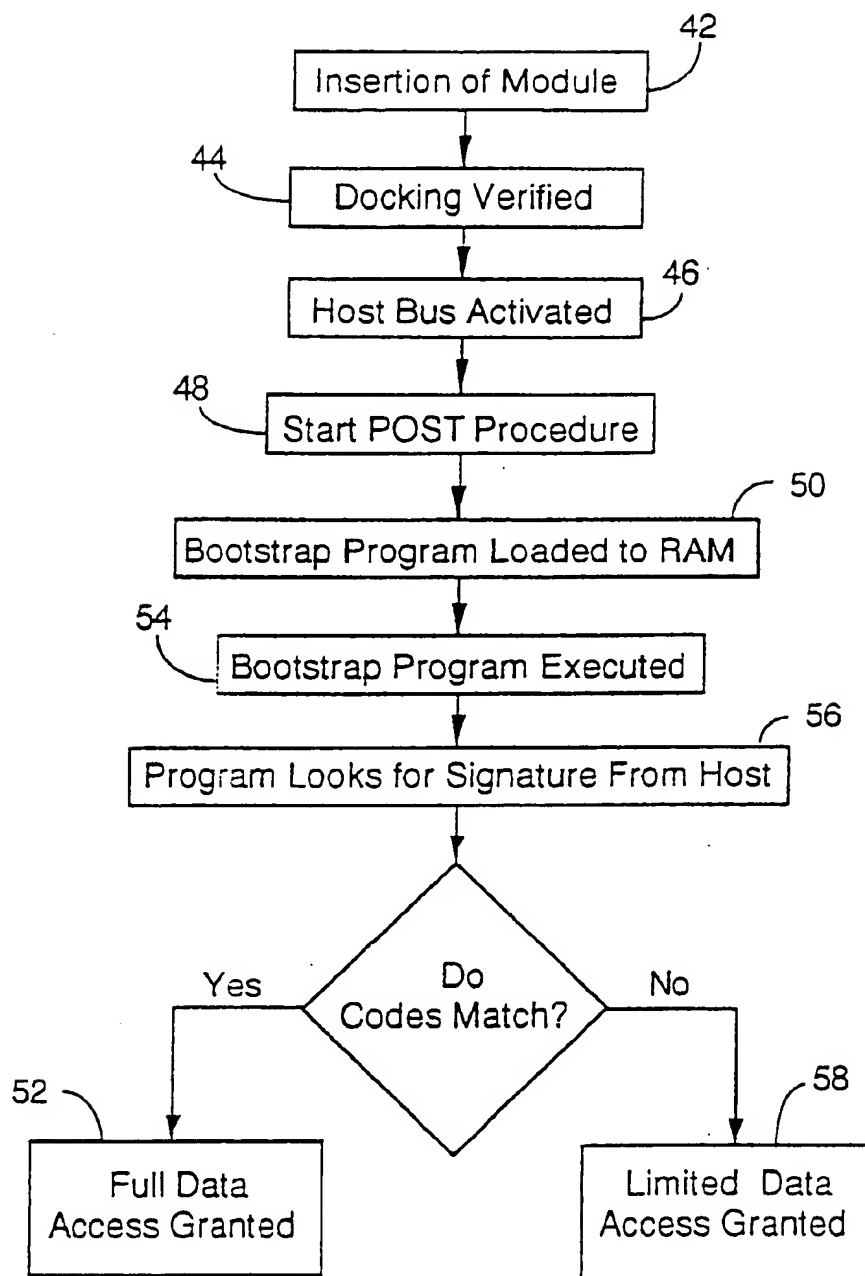 42
Insertion of Module
44
Docking Verified
46
Host Bus Activated
48
Start POST Procedure
50
Bootstrap Program Loaded to RAM
54
Bootstrap Program Executed
56
Program Looks for Signature From Host
Do
Codes Match?
Yes
No
52
Full Data
Access Granted
58
Limited Data
Access Granted